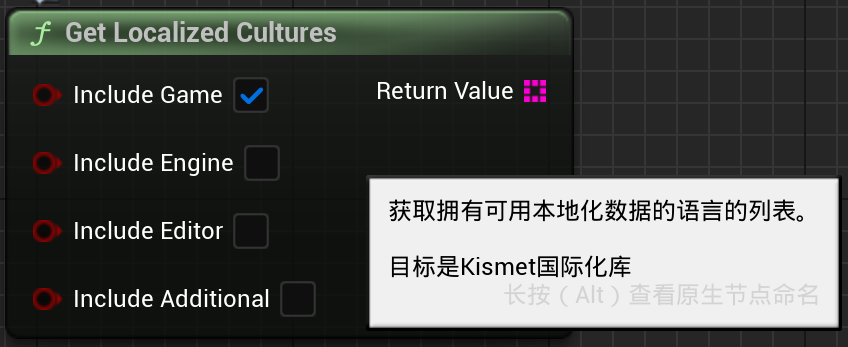 f Get Localized Cultures
Include Game
Return Value
Include Engine
Include Editor
Include Additional
获取拥有可用本地化数据的语言的列表。
目标是Kismet国际化库
长按（Alt）查看原生节点命名